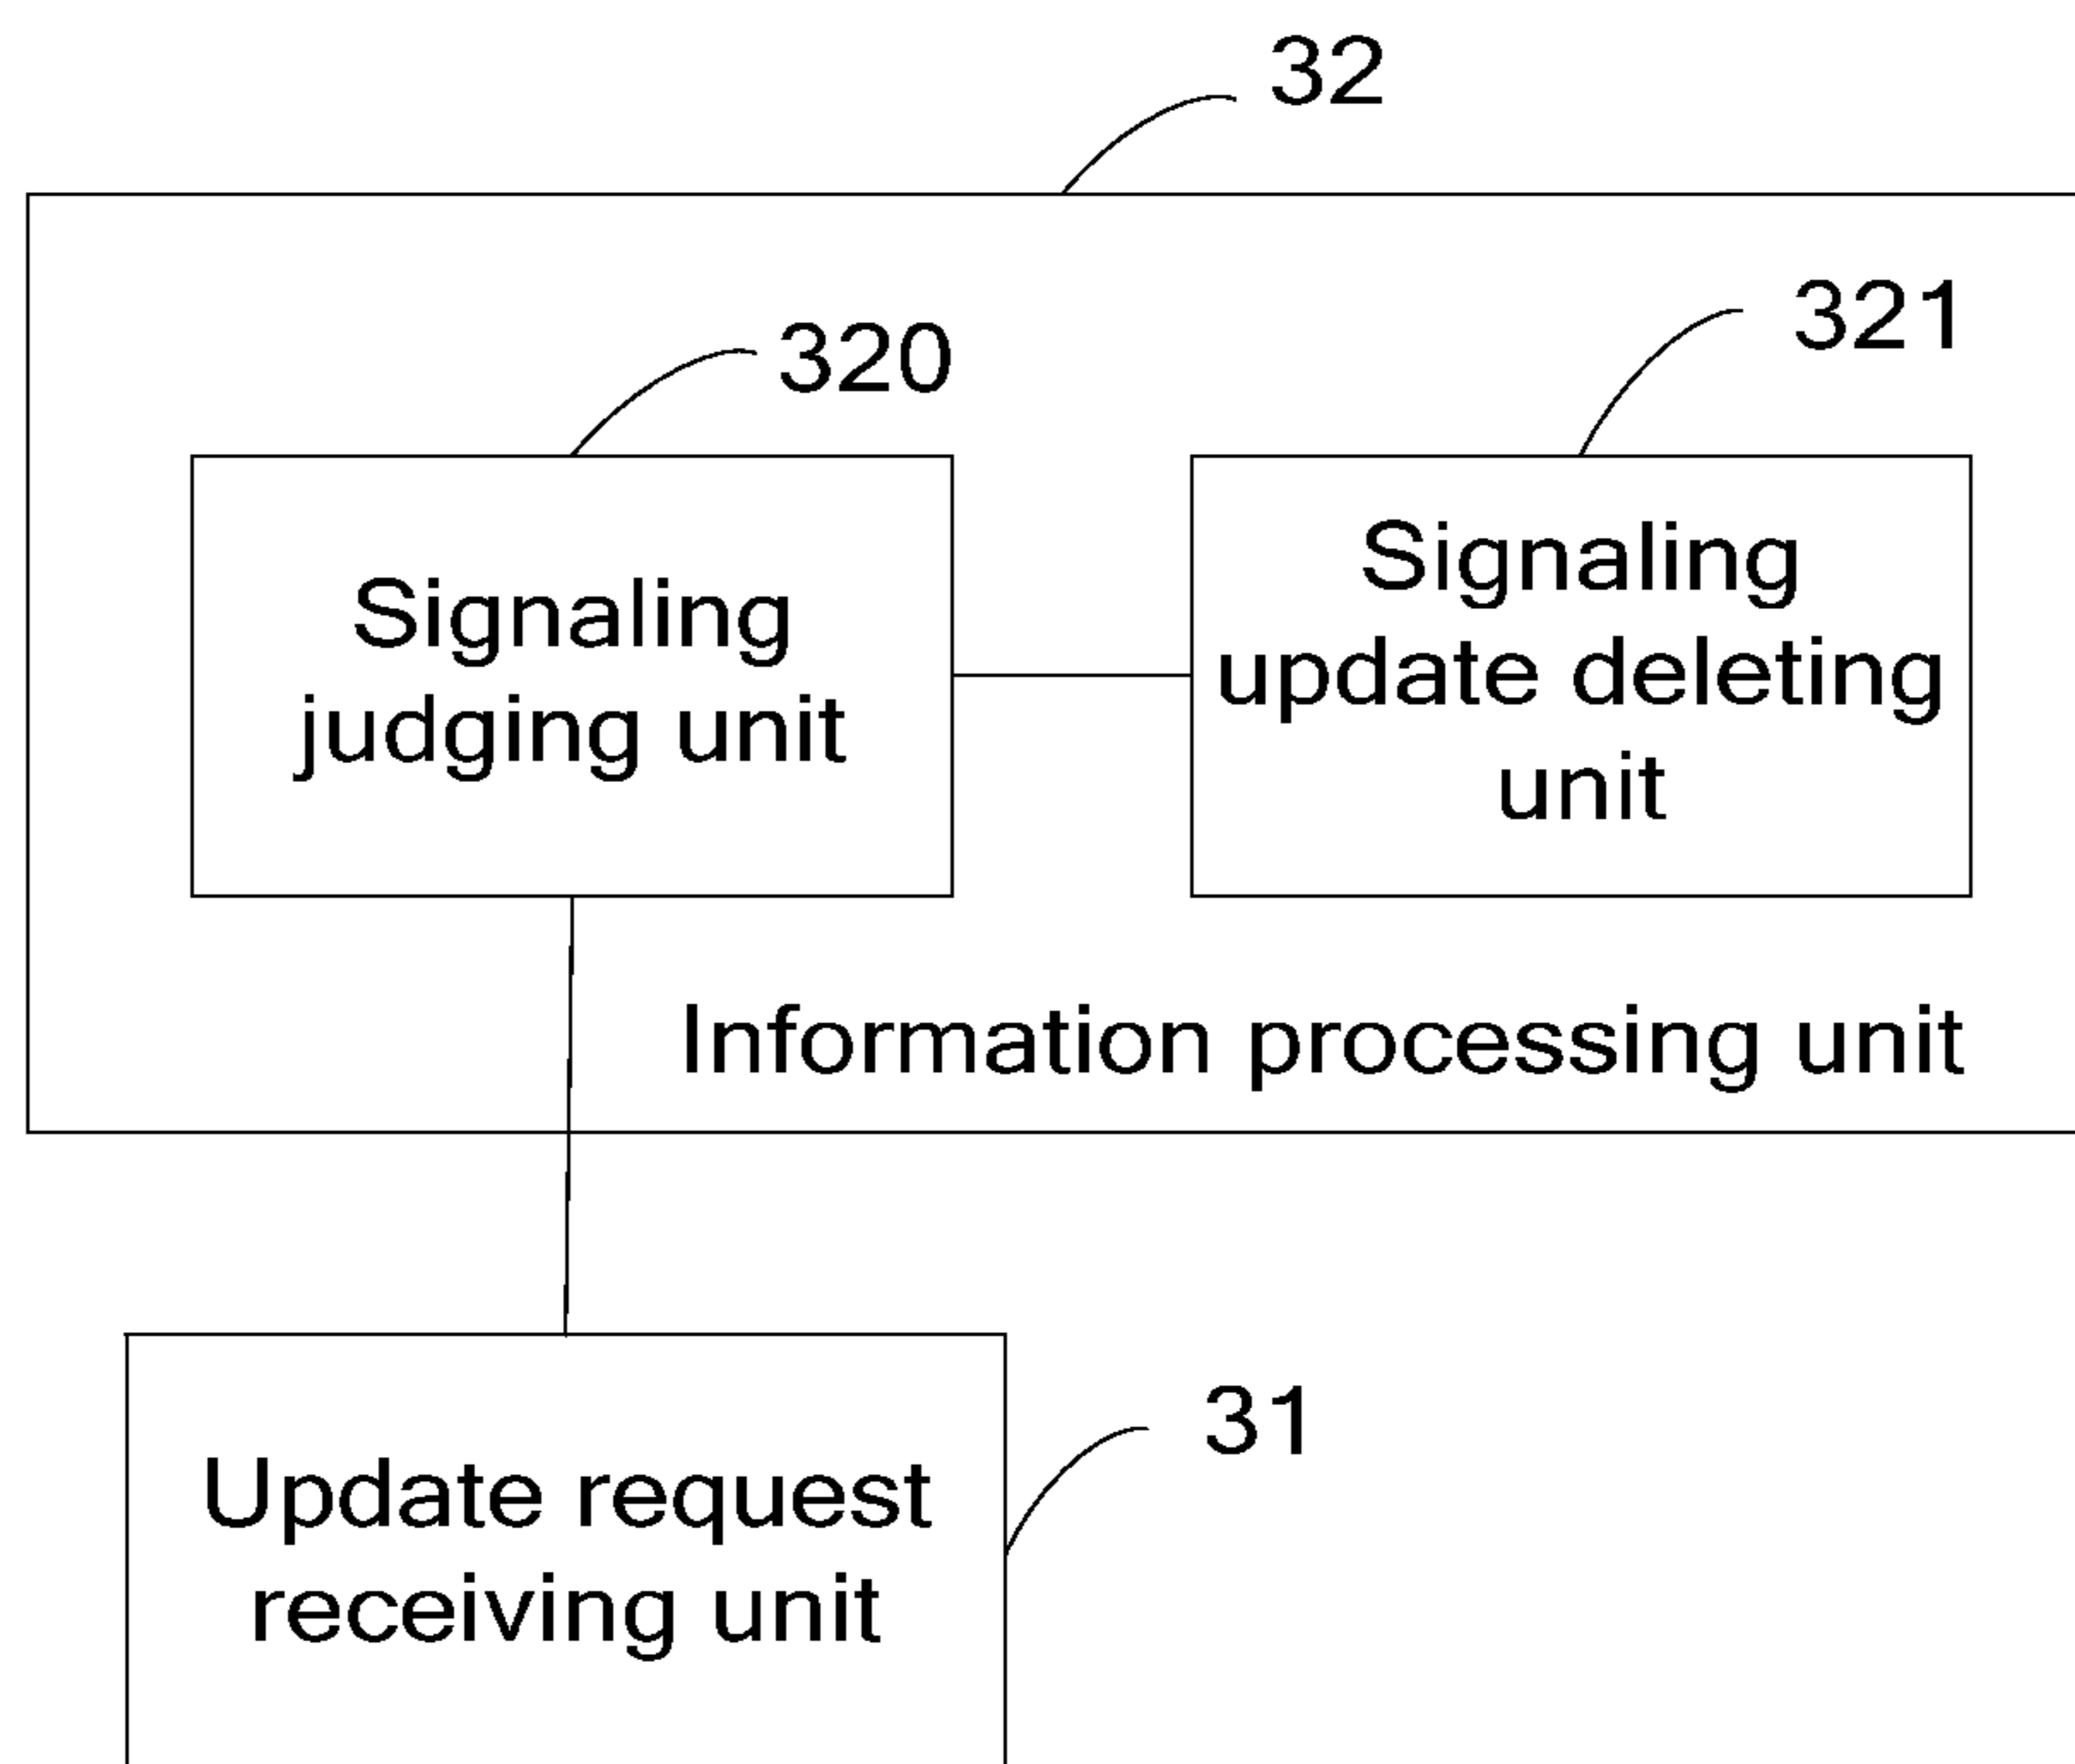 32
320
321
Signaling
judging unit
Signaling
update deleting
unit
Information processing unit
31
Update request
receiving unit